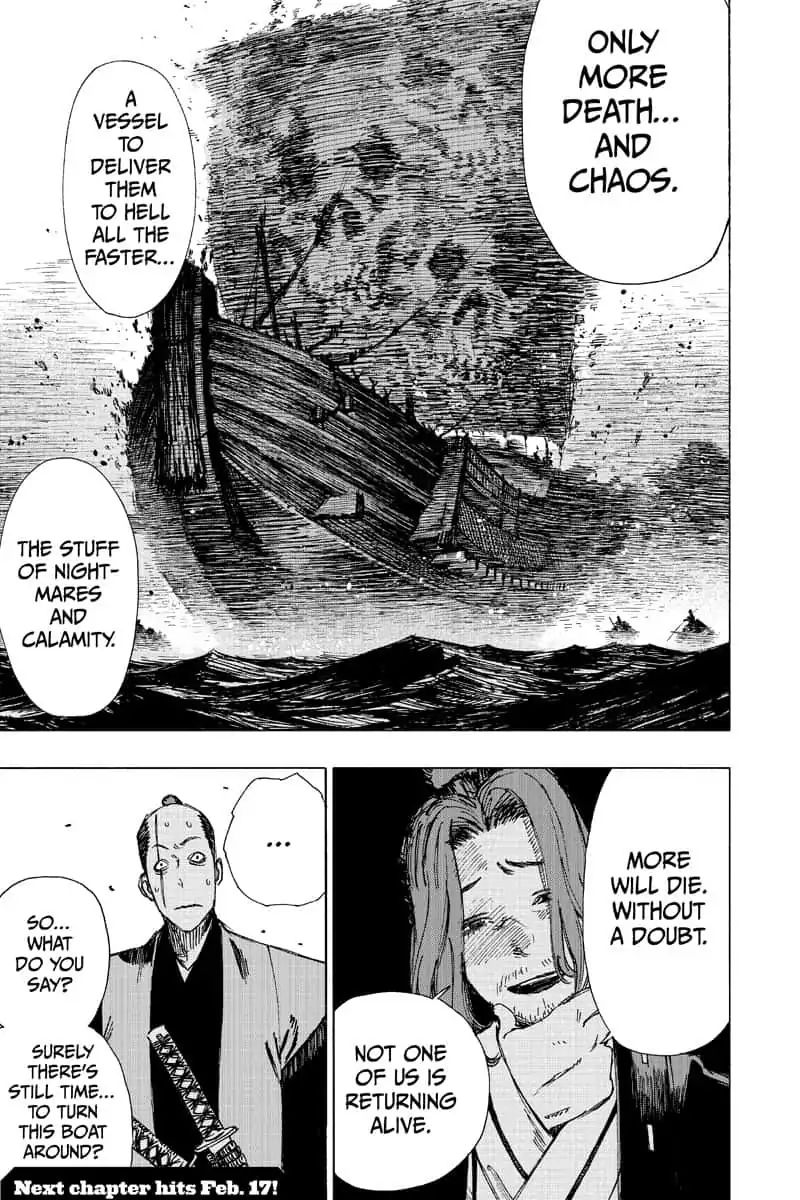 ONLY
MORE
DEATH...
AND
CHAOS.
A
VESSEL
TO
DELIVER
THEM
TO HELL
ALL THE
FASTER...
THE STUFF
OF NIGHT-
MARES
AND
CALAMITY.
MORE
WILL DIE.
WITHOUT
A DOUBT.
NOT ONE
OF US IS
RETURNING
ALIVE.
...
SO...
WHAT
DO YOU
SAY?
SURELY
THERE'S
STILL TIME...
...TO TURN
THIS BOAT
AROUND?
Next chapter hits Feb. 17!